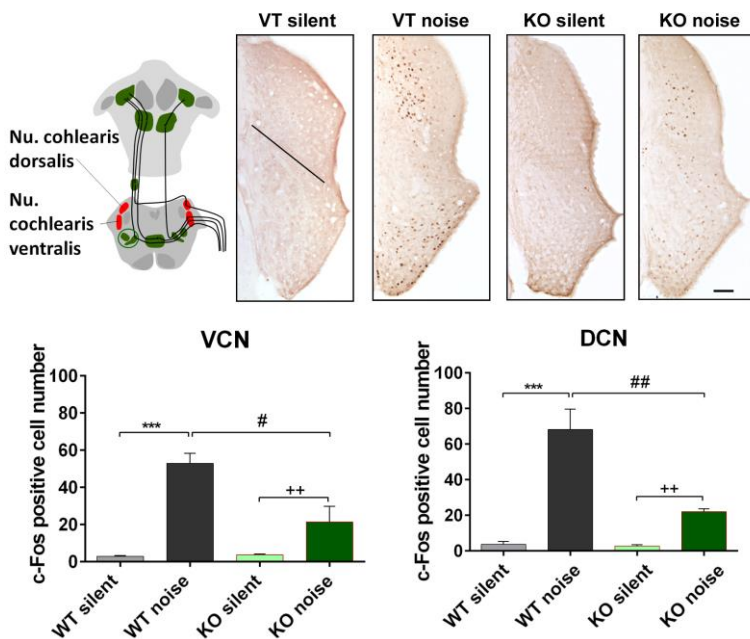 VT silent
VT noise
KO silent
KO noise
Nu. cohlearis
dorsalis
Nu.
cochlearis
ventralis
VCN
c-Fos positive cell number
100
80
60
40
20
0
***
#
++
WT silent
WT noise
KO silent
KO noise
DCN
c-Fos positive cell number
100
80
60
40
20
0
***
##
++
WT silent
WT noise
KO silent
KO noise